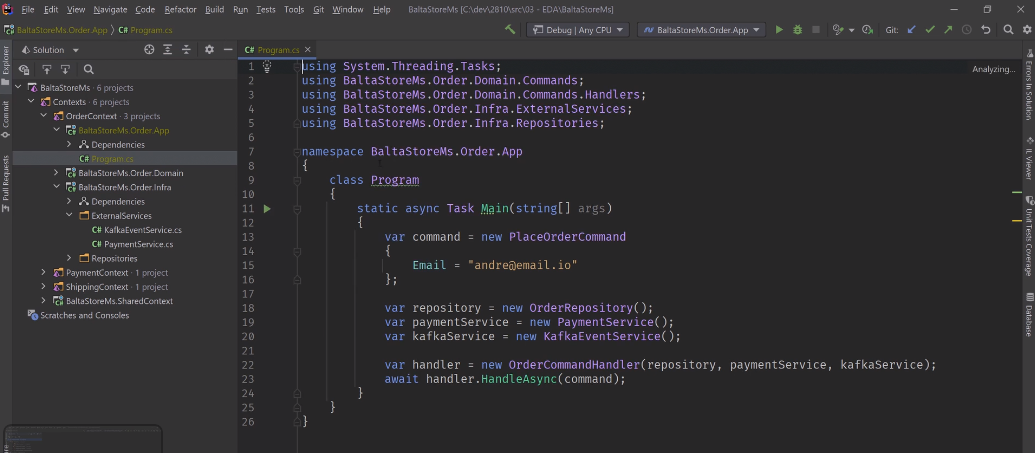 File Edit View Navigate Code Refactor Build Run Tests Tools Git Window Help BaltaStoreMs [C:\dev\2810\src\03 - EDA\BaltaStoreMs]
BaltaStoreMs.Order.App Program.cs Debug | Any CPU BaltaStoreMs.Order.App Git:
Solution
Program.cs
Explorer
Commit
Pull Requests
BaltaStoreMs · 6 projects
Contexts · 6 projects
OrderContext · 3 projects
BaltaStoreMs.Order.App
Dependencies
C# Program.cs
BaltaStoreMs.Order.Domain
BaltaStoreMs.Order.Infra
Dependencies
ExternalServices
C# KafkaEventService.cs
C# PaymentService.cs
Repositories
PaymentContext · 1 project
ShippingContext · 1 project
BaltaStoreMs.SharedContext
Scratches and Consoles
C# Program.cs
Analyzing...
1 using System.Threading.Tasks;
2 using BaltaStoreMs.Order.Domain.Commands;
3 using BaltaStoreMs.Order.Domain.Commands.Handlers;
4 using BaltaStoreMs.Order.Infra.ExternalServices;
5 using BaltaStoreMs.Order.Infra.Repositories;
6
7 namespace BaltaStoreMs.Order.App
8 {
9 class Program
10 {
11 static async Task Main(string[] args)
12 {
13 var command = new PlaceOrderCommand
14 {
15 Email = "andre@email.io"
16 };
17
18 var repository = new OrderRepository();
19 var paymentService = new PaymentService();
20 var kafkaService = new KafkaEventService();
21
22 var handler = new OrderCommandHandler(repository, paymentService, kafkaService);
23 await handler.HandleAsync(command);
24 }
25 }
26 }
Errors In Solution
IL Viewer
Unit Tests Coverage
Database